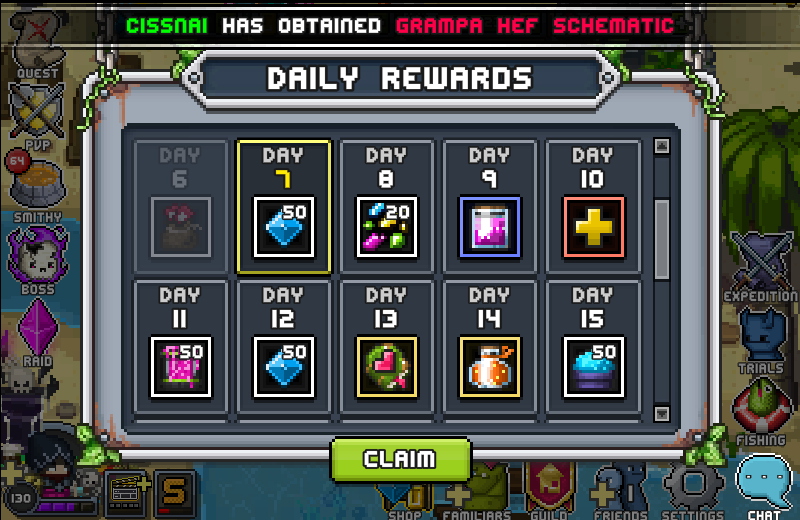 CISSNAI HAS OBTAINED GRAMPA HEF SCHEMATIC
DAILY REWARDS
QUEST
PVP
64
SMITHY
BOSS
RAID
DAY 6
DAY 7
50
DAY 8
20
DAY 9
DAY 10
DAY 11
50
DAY 12
50
DAY 13
DAY 14
DAY 15
50
EXPEDITION
TRIALS
FISHING
CLAIM
130
S
SHOP
FAMILIARS
GUILD
FRIENDS
SETTINGS
CHAT